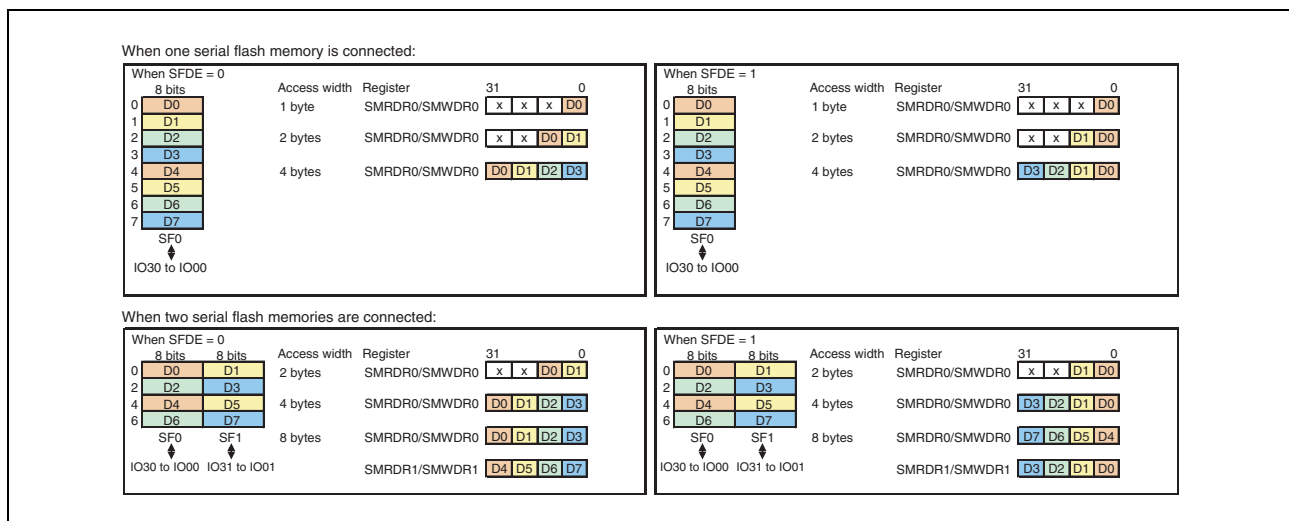 When one serial flash memory is connected:
When SFDE = 0
8 bits Access width Register 31 0
0 D0 1 byte SMRDR0/SMWDR0 x x x D0
1 D1
2 D2 2 bytes SMRDR0/SMWDR0 x x D0 D1
3 D3
4 D4 4 bytes SMRDR0/SMWDR0 D0 D1 D2 D3
5 D5
6 D6
7 D7
SF0
IO30 to IO00
When SFDE = 1
8 bits Access width Register 31 0
0 D0 1 byte SMRDR0/SMWDR0 x x x D0
1 D1
2 D2 2 bytes SMRDR0/SMWDR0 x x D1 D0
3 D3
4 D4 4 bytes SMRDR0/SMWDR0 D3 D2 D1 D0
5 D5
6 D6
7 D7
SF0
IO30 to IO00
When two serial flash memories are connected:
When SFDE = 0
8 bits 8 bits Access width Register 31 0
0 D0 D1 2 bytes SMRDR0/SMWDR0 x x D0 D1
2 D2 D3
4 D4 D5 4 bytes SMRDR0/SMWDR0 D0 D1 D2 D3
6 D6 D7
SF0 SF1 8 bytes SMRDR0/SMWDR0 D0 D1 D2 D3
IO30 to IO00 IO31 to IO01 SMRDR1/SMWDR1 D4 D5 D6 D7
When SFDE = 1
8 bits 8 bits Access width Register 31 0
0 D0 D1 2 bytes SMRDR0/SMWDR0 x x D1 D0
2 D2 D3
4 D4 D5 4 bytes SMRDR0/SMWDR0 D3 D2 D1 D0
6 D6 D7
SF0 SF1 8 bytes SMRDR0/SMWDR0 D7 D6 D5 D4
IO30 to IO00 IO31 to IO01 SMRDR1/SMWDR1 D3 D2 D1 D0